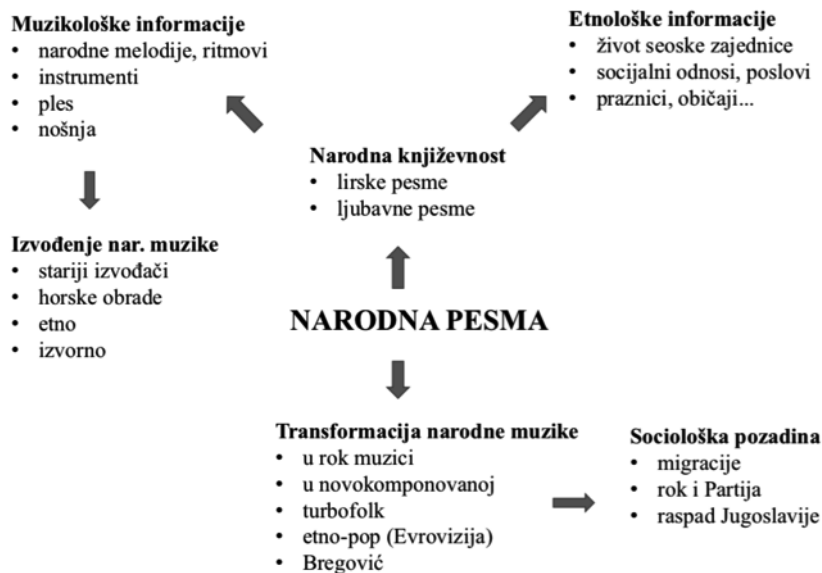 Muzikološke informacije
• narodne melodije, ritmovi
• instrumenti
• ples
• nošnja
Etnološke informacije
• život seoske zajednice
• socijalni odnosi, poslovi
• praznici, običaji...
Narodna književnost
• lirske pesme
• ljubavne pesme
Izvođenje nar. muzike
• stariji izvođači
• horske obrade
• etno
• izvorno
NARODNA PESMA
Transformacija narodne muzike
• u rok muzici
• u novokomponovanoj
• turbofolk
• etno-pop (Evrovizija)
• Bregović
Sociološka pozadina
• migracije
• rok i Partija
• raspad Jugoslavije